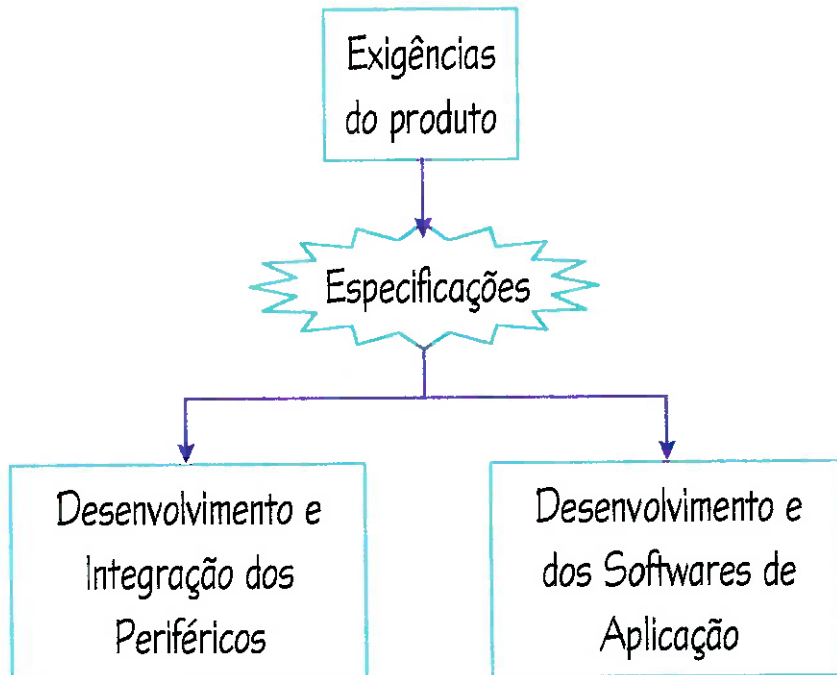 Exigências
do produto
Especificações
Desenvolvimento e
Integração dos
Periféricos
Desenvolvimento e
dos Softwares de
Aplicação